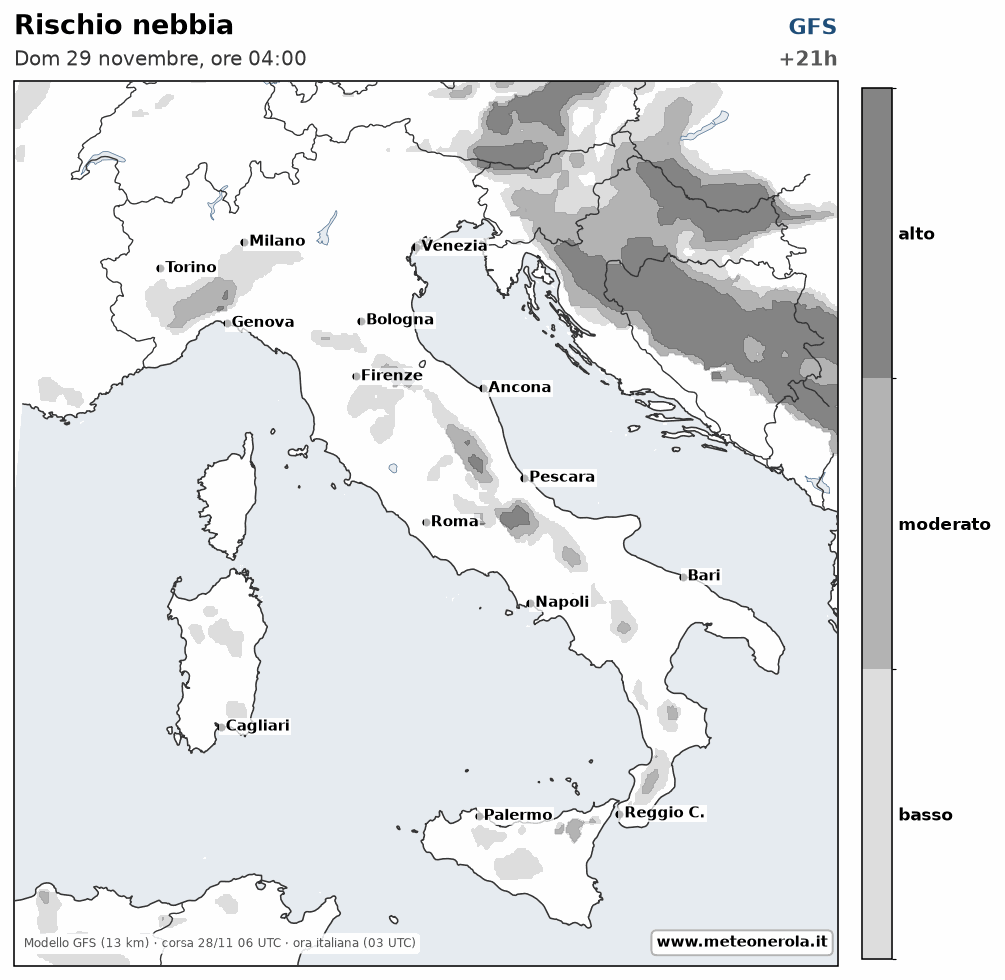 Rischio nebbia
GFS
Dom 29 novembre, ore 04:00
+21h
Milano
Venezia
Torino
alto
Genova
Bologna
Firenze
Ancona
Pescara
Roma
moderato
Bari
Napoli
Cagliari
Palermo
Reggio C.
basso
Modello GFS (13 km) · corsa 28/11 06 UTC · ora italiana (03 UTC)
www.meteonerola.it